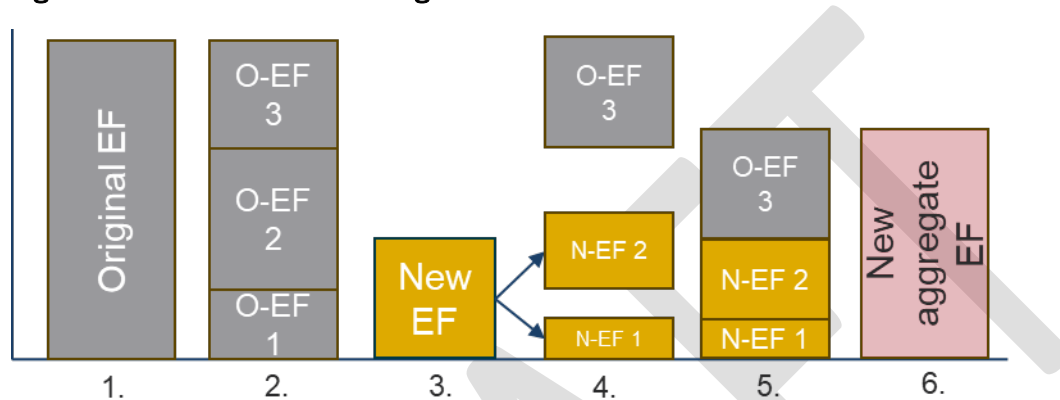 Original EF
O-EF
3
O-EF
2
O-EF
1
New
EF
O-EF
3
N-EF 2
N-EF 1
O-EF
3
N-EF 2
N-EF 1
New
aggregate
EF
1.
2.
3.
4.
5.
6.